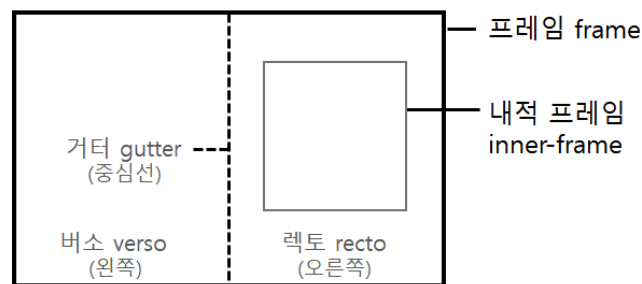 프레임 frame
내적 프레임
inner-frame
거터 gutter
(중심선)
버소 verso
(왼쪽)
렉토 recto
(오른쪽)